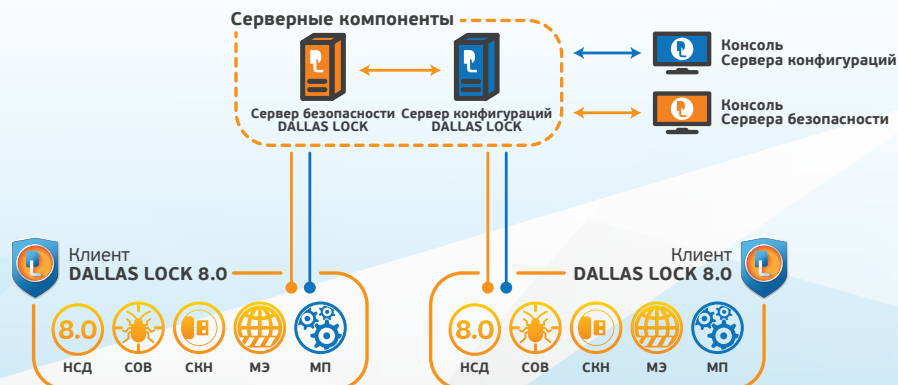 Серверные компоненты
Сервер безопасности
DALLAS LOCK
Сервер конфигураций
DALLAS LOCK
Консоль
Сервера конфигураций
Консоль
Сервера безопасности
Клиент
DALLAS LOCK 8.0
8.0
НСД
СОВ
СКН
МЭ
МП
Клиент
DALLAS LOCK 8.0
8.0
НСД
СОВ
СКН
МЭ
МП